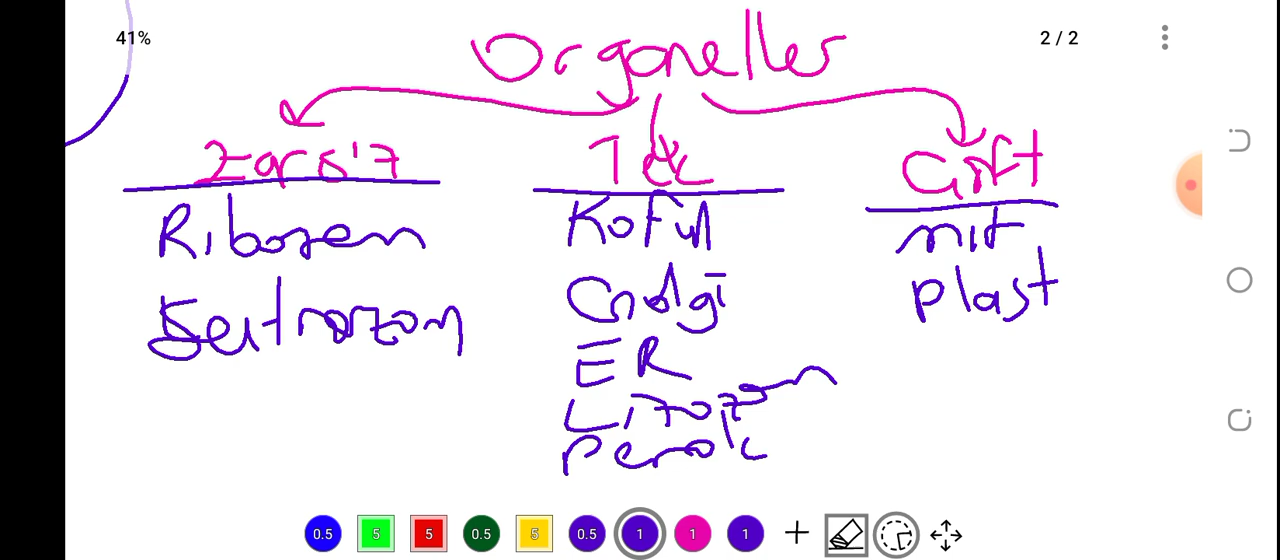 41%
2 / 2
Organeller
Zarsız Tek Çift
Ribozom Koful mit
Sentrozom Golgi plast
ER
Lizozom
Perok
0.5 5 5 0.5 5 0.5 1 1 1